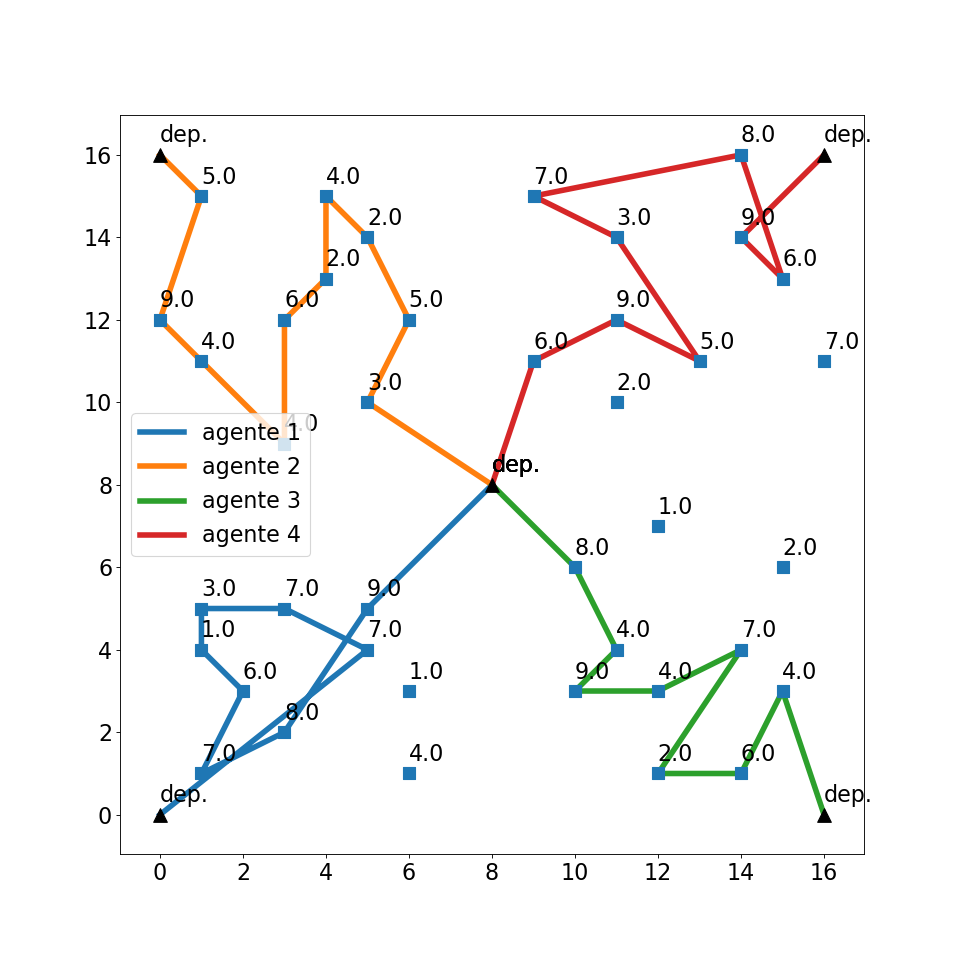 dep. 8.0 dep.
16
5.0 4.0 7.0
2.0 3.0 9.0
14
2.0 6.0
9.0 6.0 5.0 9.0
12
4.0 6.0 5.0 7.0
3.0 2.0
10
agente 1
dep.
agente 2
8
agente 3
1.0
agente 4
8.0 2.0
6
3.0 7.0 9.0
1.0 7.0 4.0 7.0
4
6.0 1.0 9.0 4.0 4.0
8.0
2
7.0 4.0 2.0 6.0
dep. dep.
0
0 2 4 6 8 10 12 14 16